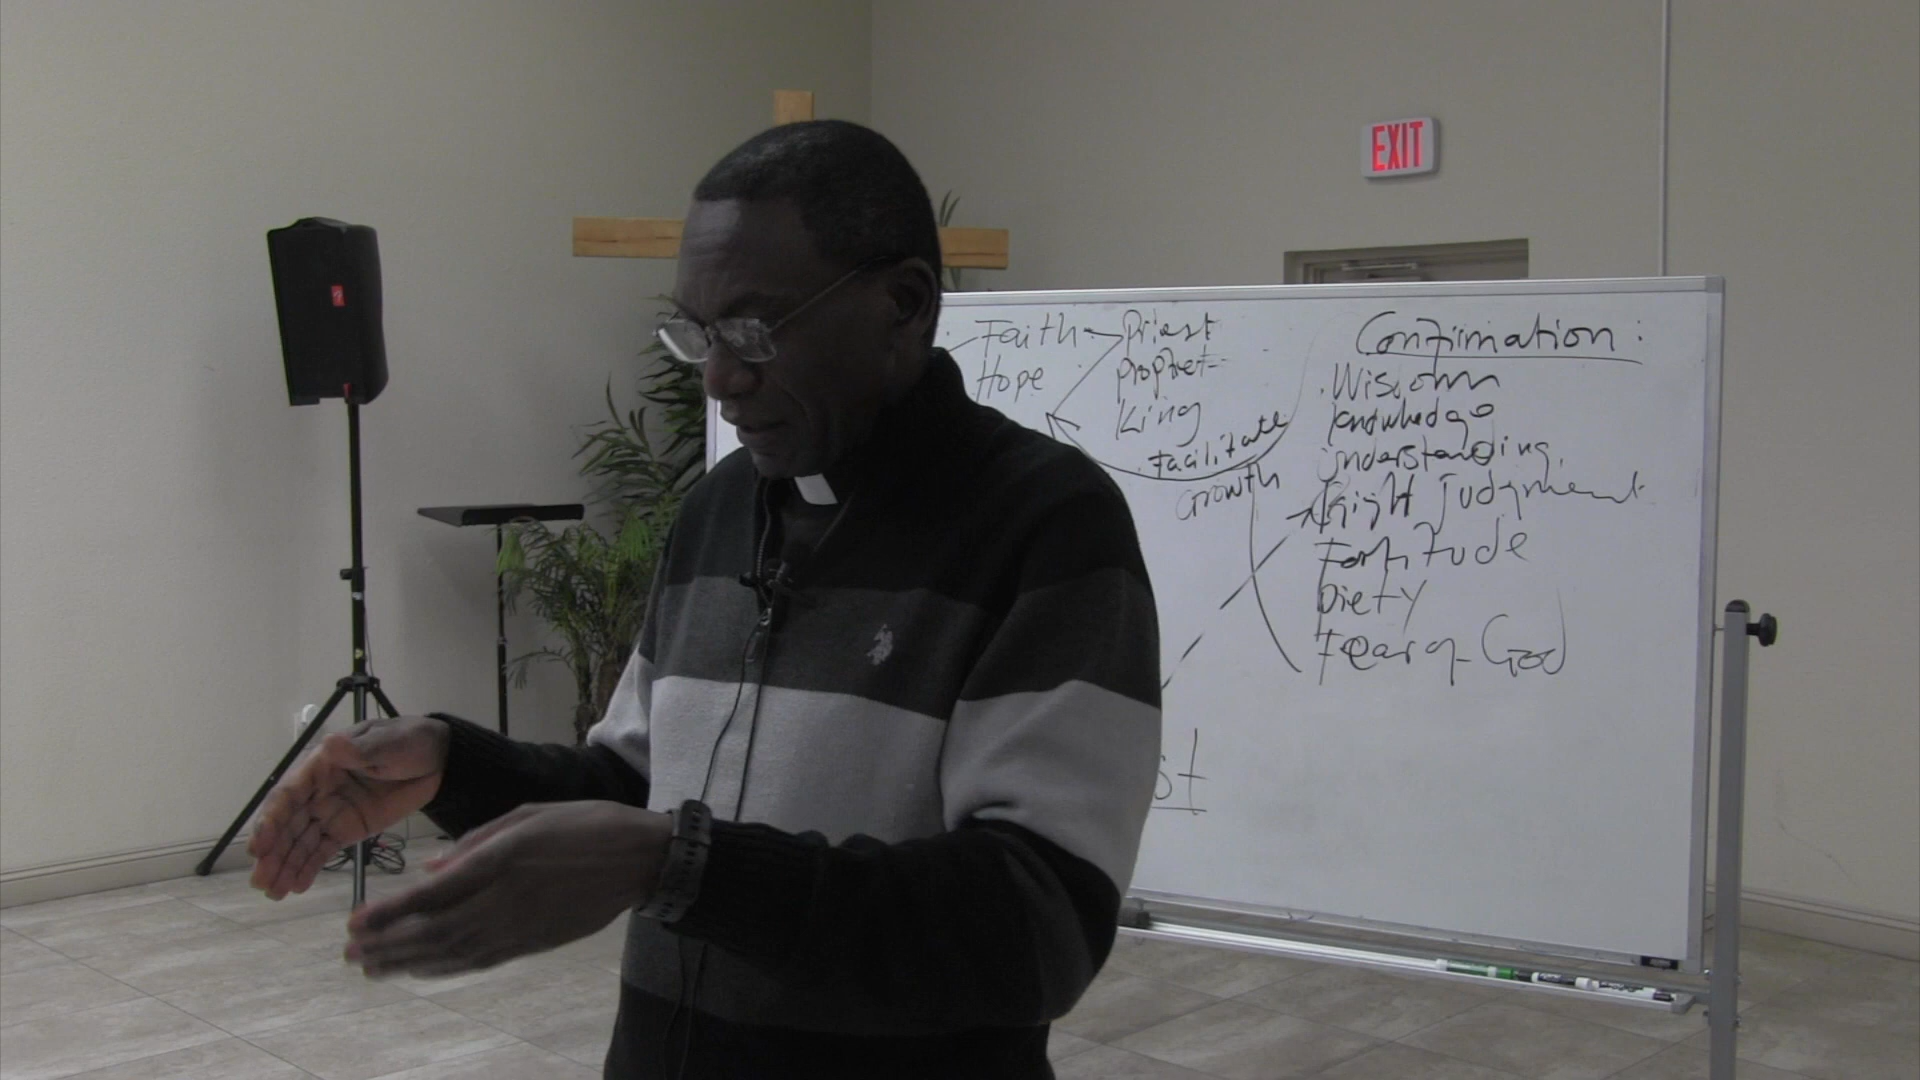 EXIT
Faith
Hope
Priest
prophet
King
Facilitate
Growth
Confirmation:
Wisdom
knowledge
understanding
Right Judgment
Fortitude
piety
Fear of God
st